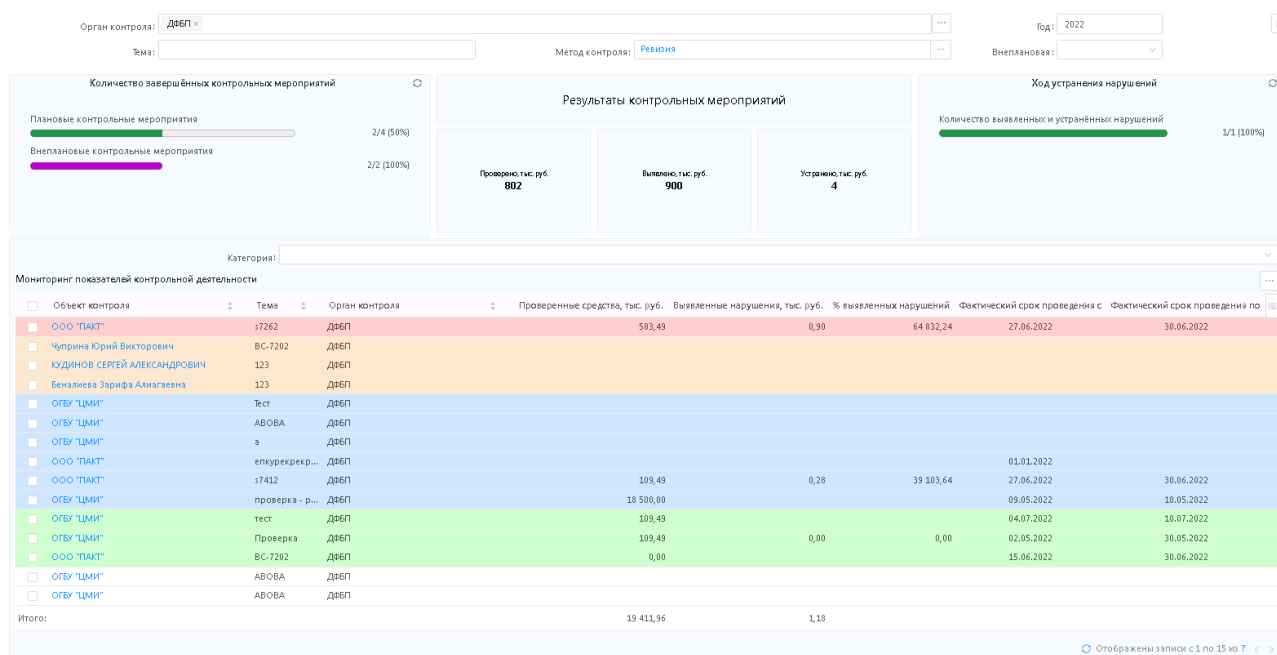 Орган контроля: ДФБП × ... Год: 2022
Тема: Метод контроля: Ревизия ... Внеплановая:
Количество завершённых контрольных мероприятий
Плановые контрольные мероприятия
2/4 (50%)
Внеплановые контрольные мероприятия
2/2 (100%)
Результаты контрольных мероприятий
Проверено, тыс. руб.
802
Выявлено, тыс. руб.
900
Устранено, тыс. руб.
4
Ход устранения нарушений
Количество выявленных и устранённых нарушений
1/1 (100%)
Категория:
Мониторинг показателей контрольной деятельности ...
Объект контроля Тема Орган контроля Проверенные средства, тыс. руб. Выявленные нарушения, тыс. руб. % выявленных нарушений Фактический срок проведения с Фактический срок проведения по
ООО "ПАКТ" s7262 ДФБП 583,49 0,90 64 832,24 27.06.2022 30.06.2022
Чуприна Юрий Викторович ВС-7202 ДФБП
КУДИНОВ СЕРГЕЙ АЛЕКСАНДРОВИЧ 123 ДФБП
Беналиева Зарифа Алиагаевна 123 ДФБП
ОГБУ "ЦМИ" Тест ДФБП
ОГБУ "ЦМИ" АВОВА ДФБП
ОГБУ "ЦМИ" а ДФБП
ООО "ПАКТ" епкурекрекр... ДФБП 01.01.2022
ООО "ПАКТ" s7412 ДФБП 109,49 0,28 39 103,64 27.06.2022 30.06.2022
ОГБУ "ЦМИ" проверка - р... ДФБП 18 500,00 09.05.2022 10.05.2022
ОГБУ "ЦМИ" тест ДФБП 109,49 04.07.2022 10.07.2022
ОГБУ "ЦМИ" Проверка ДФБП 109,49 0,00 0,00 02.05.2022 30.05.2022
ООО "ПАКТ" ВС-7202 ДФБП 0,00 15.06.2022 30.06.2022
ОГБУ "ЦМИ" АВОВА ДФБП
ОГБУ "ЦМИ" АВОВА ДФБП
Итого: 19 411,96 1,18
Отображены записи с 1 по 15 из ? < >